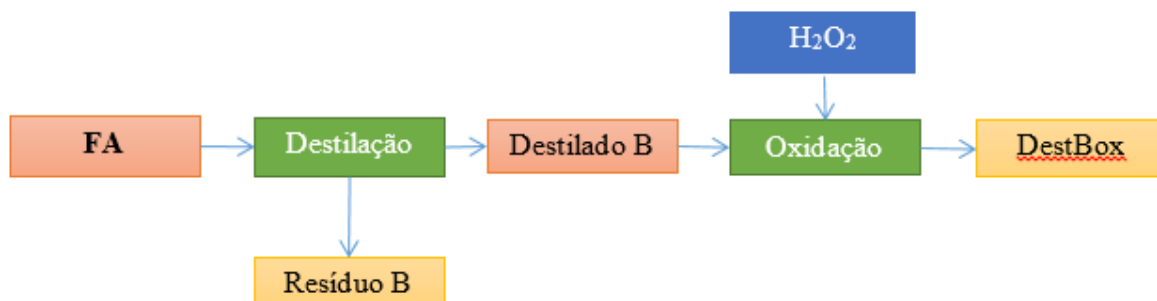 H₂O₂
FA
Destilação
Destilado B
Oxidação
DestBox
Resíduo B